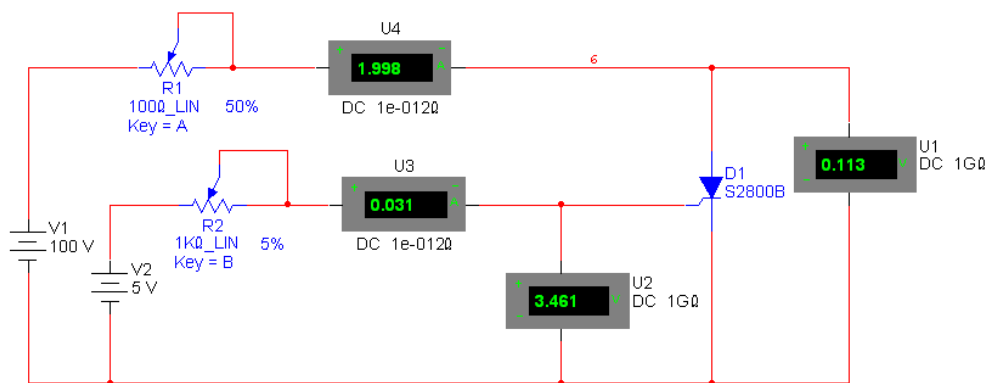 U4
+ −
1.998 A
DC 1e-012Ω
6
R1
100Ω_LIN 50%
Key = A
U1
+
0.113 V
−
DC 1GΩ
D1
S2800B
U3
+ −
0.031 A
DC 1e-012Ω
R2
1KΩ_LIN 5%
Key = B
V1
100 V
V2
5 V
U2
+
3.461 V
−
DC 1GΩ